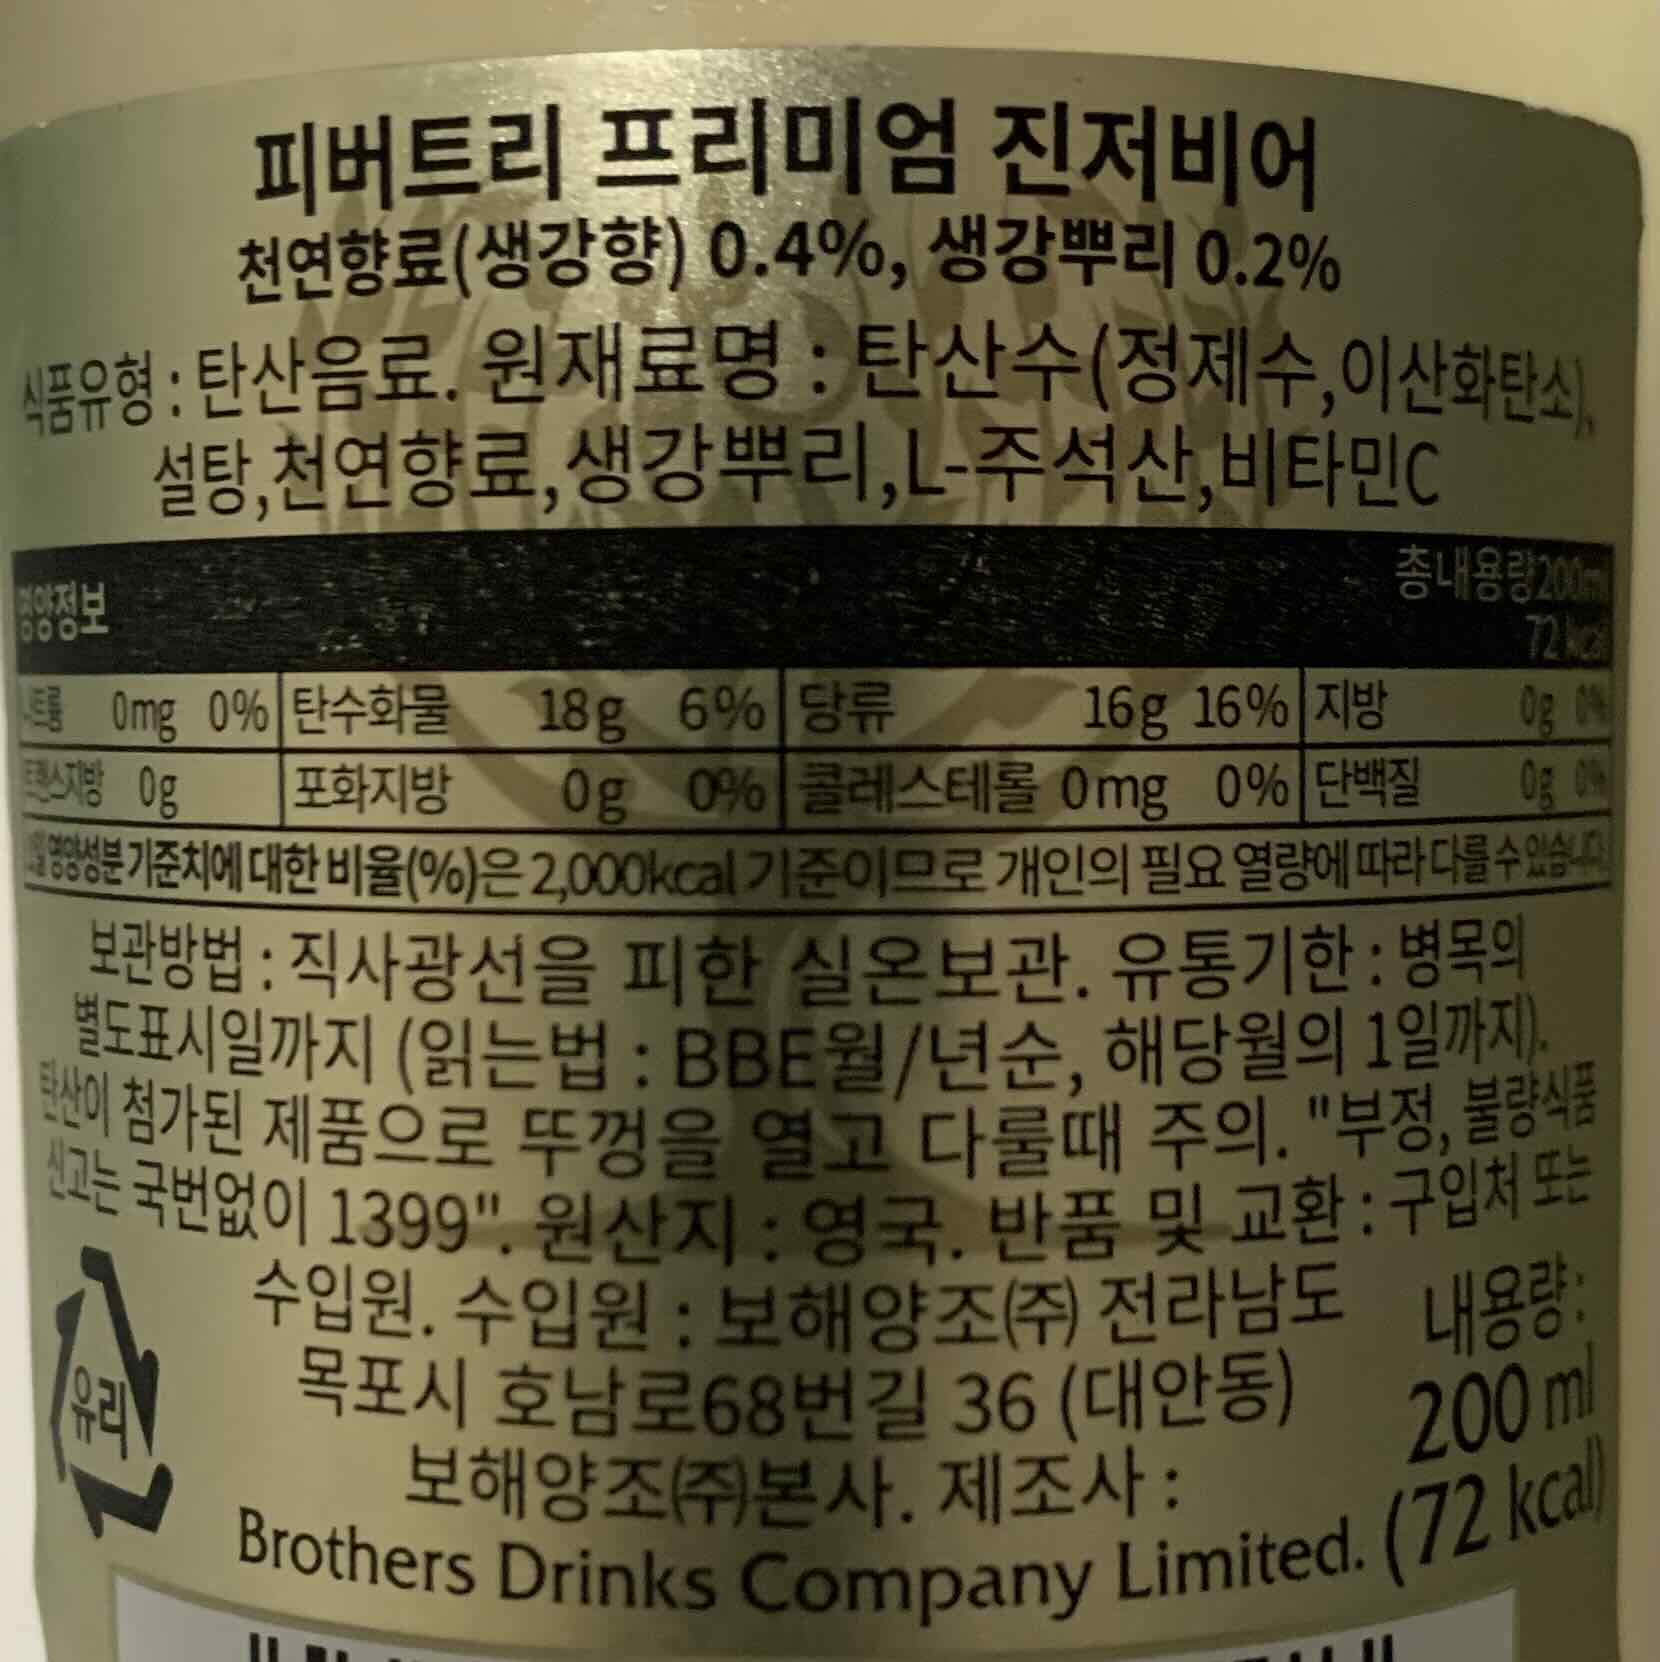 피버트리 프리미엄 진저비어
천연향료(생강향) 0.4%, 생강뿌리 0.2%
식품유형 : 탄산음료. 원재료명 : 탄산수(정제수,이산화탄소),
설탕,천연향료,생강뿌리,L-주석산,비타민C
영양정보 총내용량200ml
72 kcal
나트륨 0mg 0% 탄수화물 18g 6% 당류 16g 16% 지방 0g 0%
트랜스지방 0g 포화지방 0g 0% 콜레스테롤 0mg 0% 단백질 0g 0%
1일 영양성분 기준치에 대한 비율(%)은 2,000kcal 기준이므로 개인의 필요 열량에 따라 다를 수 있습니다.
보관방법 : 직사광선을 피한 실온보관. 유통기한 : 병목의
별도표시일까지 (읽는법 : BBE월/년순, 해당월의 1일까지).
탄산이 첨가된 제품으로 뚜껑을 열고 다룰때 주의. "부정, 불량식품
신고는 국번없이 1399". 원산지 : 영국. 반품 및 교환 : 구입처 또는
수입원. 수입원 : 보해양조㈜ 전라남도
목포시 호남로68번길 36 (대안동)
보해양조㈜본사. 제조사 :
Brothers Drinks Company Limited.
내용량:
200 ml
(72 kcal)
유리